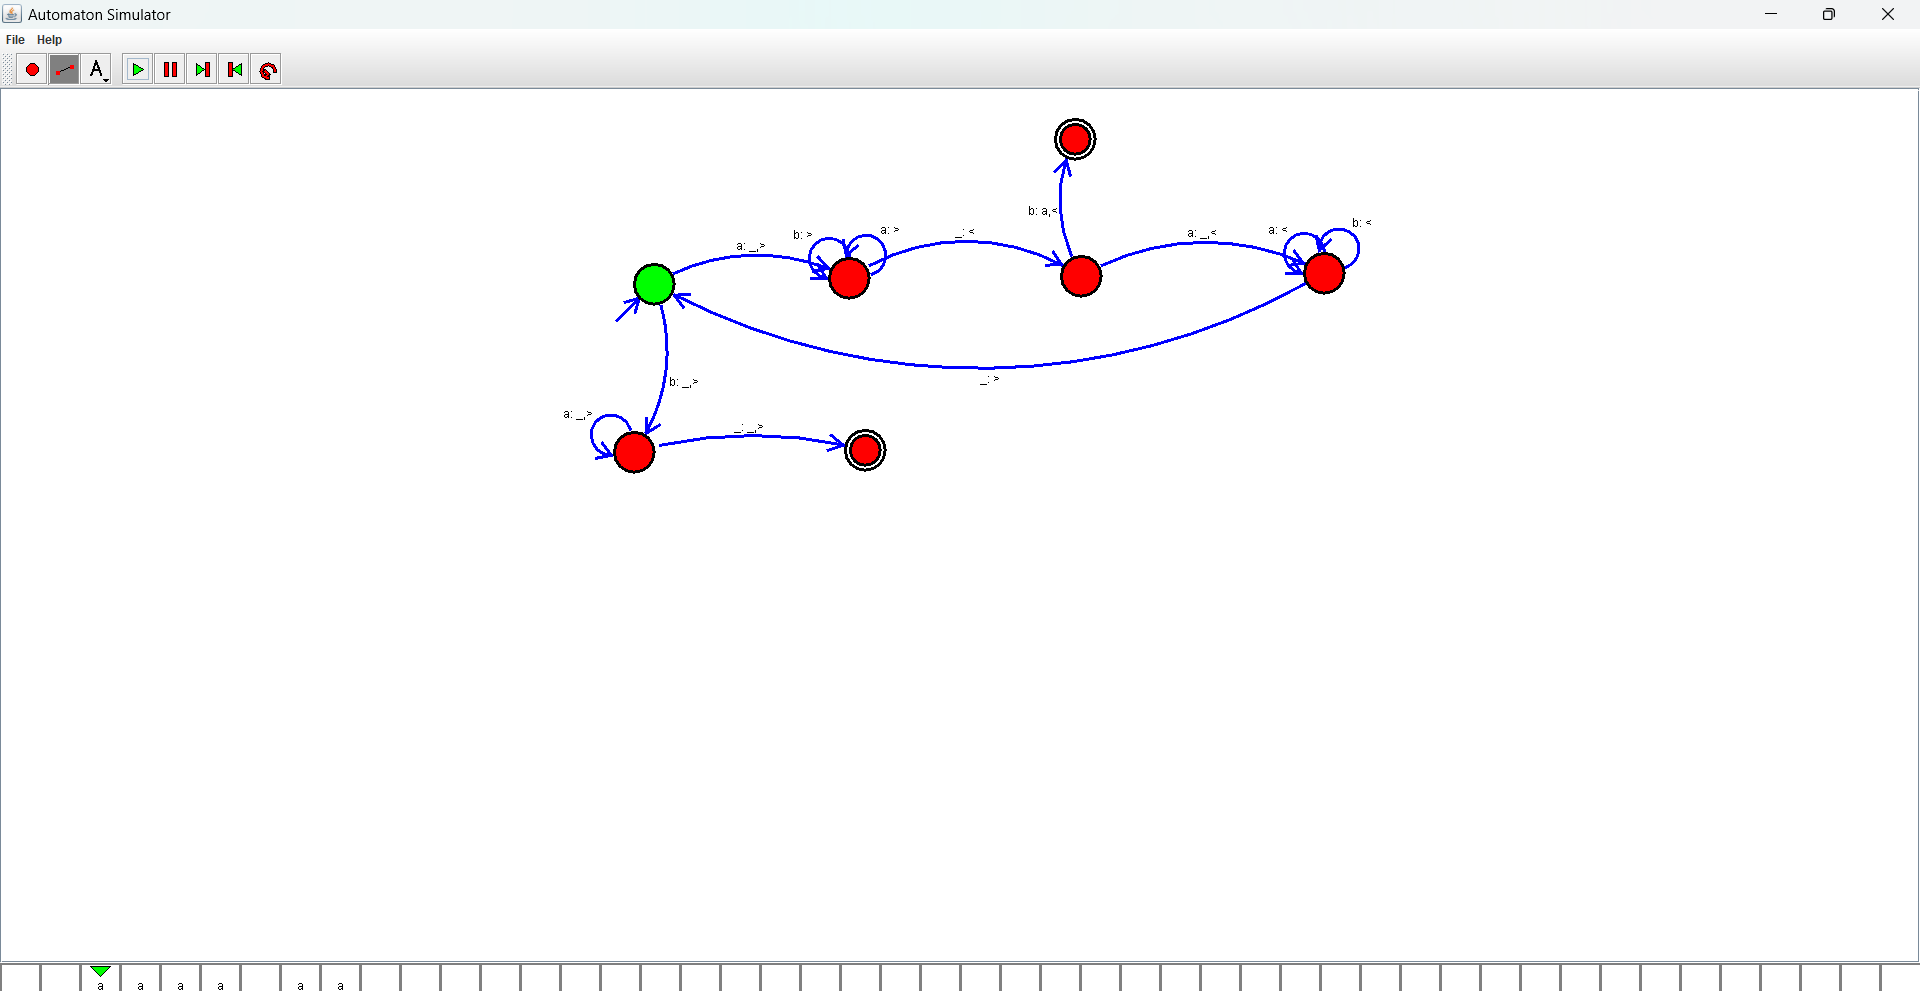 Automaton Simulator
File Help
A
b: a,<
a: _,>
b: >
a: >
_: <
a: _,<
a: <
b: <
_: >
b: _,>
a: _,>
_: _,>
a a a a a a